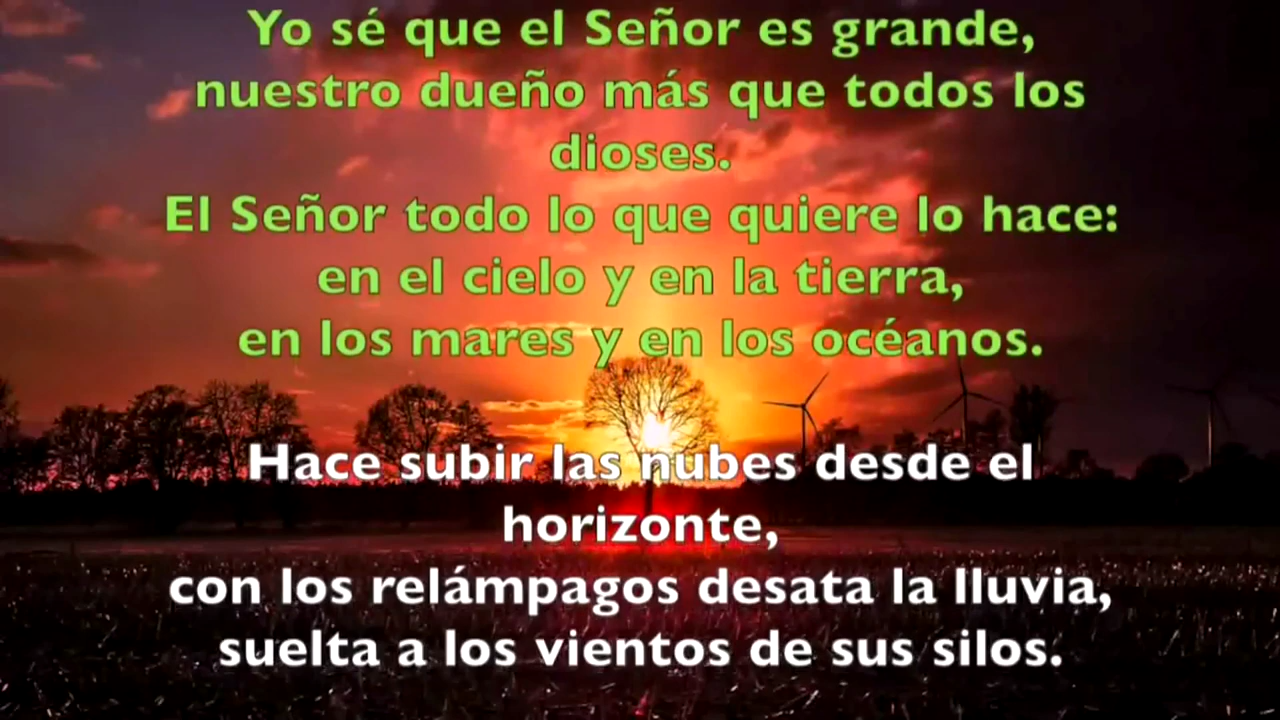 Yo sé que el Señor es grande,
nuestro dueño más que todos los
dioses.
El Señor todo lo que quiere lo hace:
en el cielo y en la tierra,
en los mares y en los océanos.
Hace subir las nubes desde el
horizonte,
con los relámpagos desata la lluvia,
suelta a los vientos de sus silos.